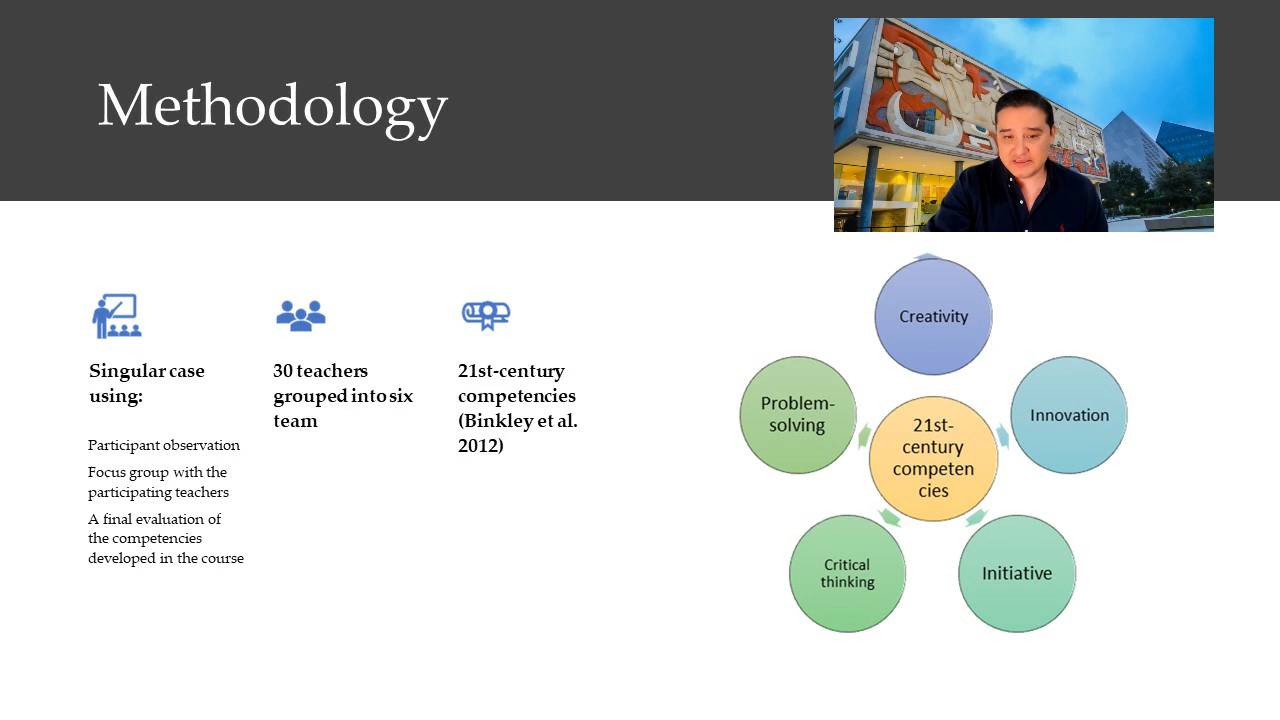 Methodology
Singular case
using:
Participant observation
Focus group with the
participating teachers
A final evaluation of
the competencies
developed in the course
30 teachers
grouped into six
team
21st-century
competencies
(Binkley et al.
2012)
Creativity
Problem-
solving
Innovation
21st-
century
competen
cies
Critical
thinking
Initiative